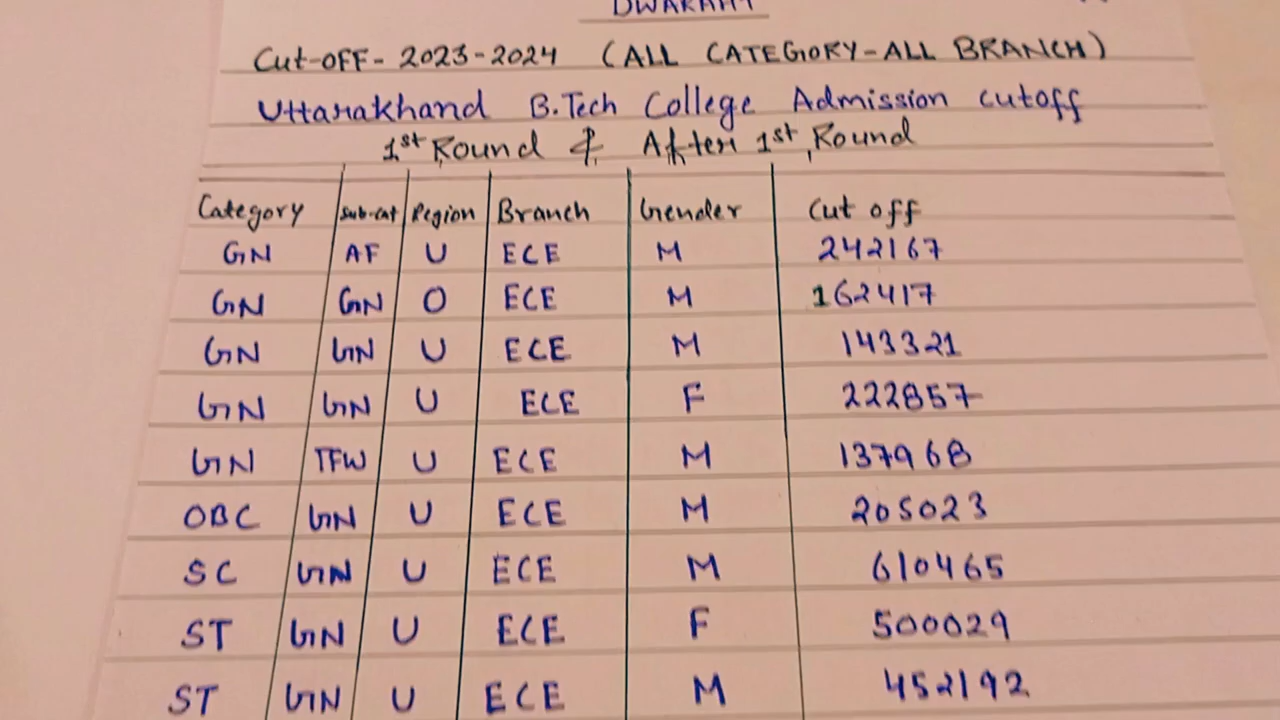 Cut-OFF- 2023-2024 (ALL CATEGORY-ALL BRANCH)
Uttarakhand B.Tech College Admission cutoff
1st Round & After 1st Round
Category Sub-cat Region Branch Gender Cut off
GN AF U ECE M 242167
GN GN O ECE M 162417
GN GN U ECE M 143321
GN GN U ECE F 222857
GN TFW U ECE M 137968
OBC GN U ECE M 205023
SC GN U ECE M 610465
ST GN U ECE F 500029
ST GN U ECE M 452192